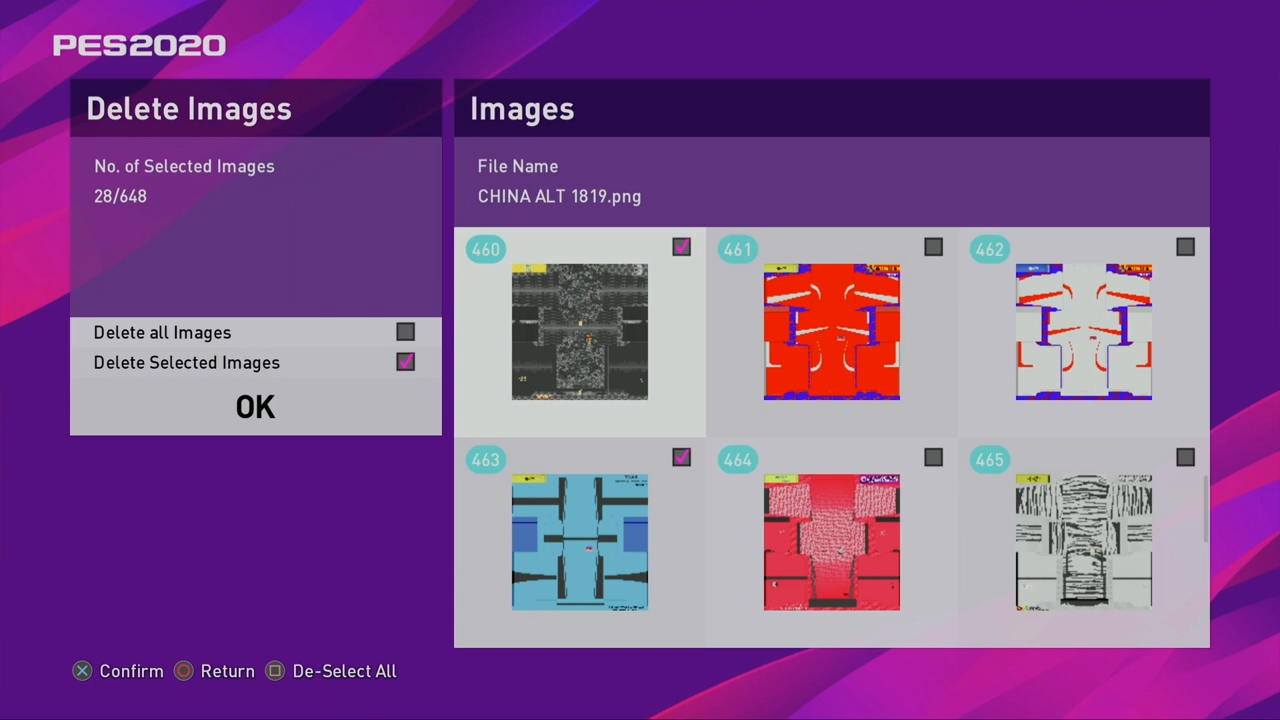 PES2020
Delete Images
No. of Selected Images
28/648
Delete all Images
Delete Selected Images
OK
Images
File Name
CHINA ALT 1819.png
460
461
462
463
464
465
Confirm
Return
De-Select All